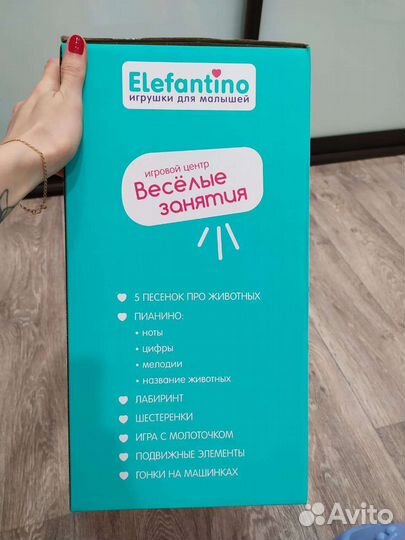 Elefantino
игрушки для малышей
игровой центр
Весёлые
занятия
5 ПЕСЕНОК ПРО ЖИВОТНЫХ
ПИАНИНО:
• ноты
• цифры
• мелодии
• название животных
ЛАБИРИНТ
ШЕСТЕРЕНКИ
ИГРА С МОЛОТОЧКОМ
ПОДВИЖНЫЕ ЭЛЕМЕНТЫ
ГОНКИ НА МАШИНКАХ
Avito